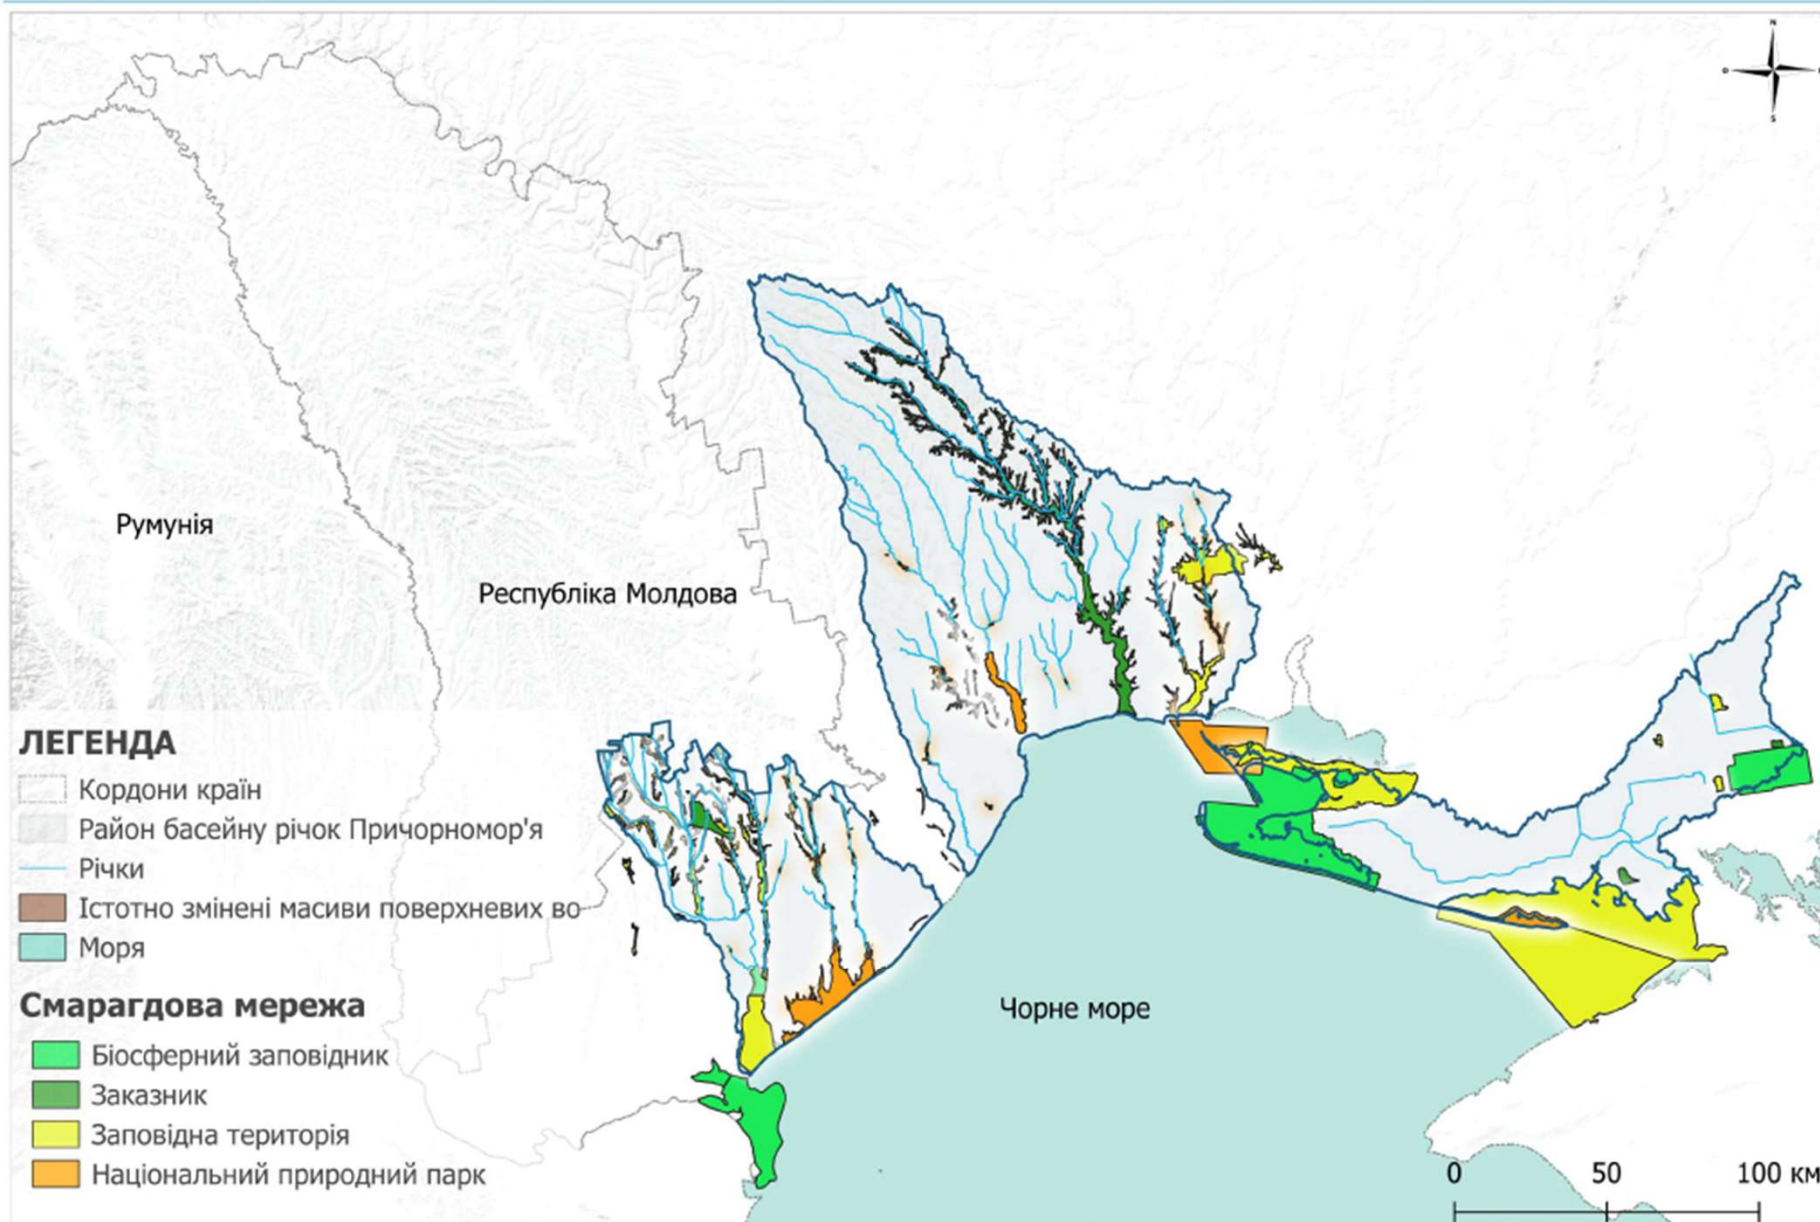 N
S
Румунія
Республіка Молдова
ЛЕГЕНДА
Кордони країн
Район басейну річок Причорномор'я
Річки
Істотно змінені масиви поверхневих во
Моря
Чорне море
Смарагдова мережа
Біосферний заповідник
Заказник
Заповідна територія
Національний природний парк
0 50 100 км